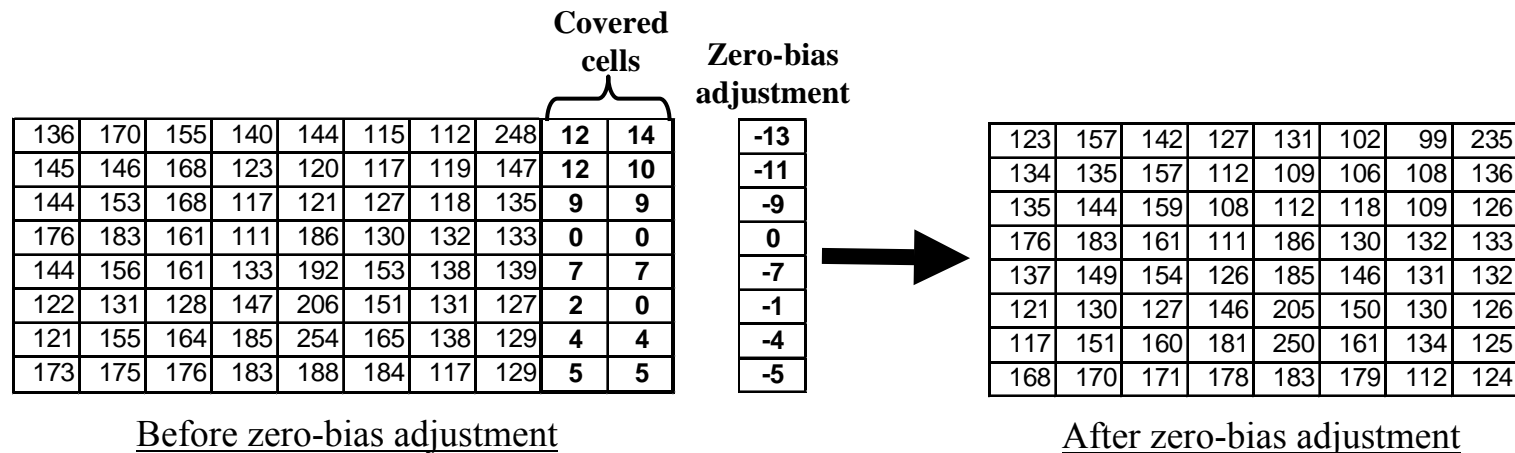 Covered
cells
Zero-bias
adjustment
136 170 155 140 144 115 112 248 12 14
145 146 168 123 120 117 119 147 12 10
144 153 168 117 121 127 118 135 9 9
176 183 161 111 186 130 132 133 0 0
144 156 161 133 192 153 138 139 7 7
122 131 128 147 206 151 131 127 2 0
121 155 164 185 254 165 138 129 4 4
173 175 176 183 188 184 117 129 5 5
-13
-11
-9
0
-7
-1
-4
-5
123 157 142 127 131 102 99 235
134 135 157 112 109 106 108 136
135 144 159 108 112 118 109 126
176 183 161 111 186 130 132 133
137 149 154 126 185 146 131 132
121 130 127 146 205 150 130 126
117 151 160 181 250 161 134 125
168 170 171 178 183 179 112 124
Before zero-bias adjustment
After zero-bias adjustment